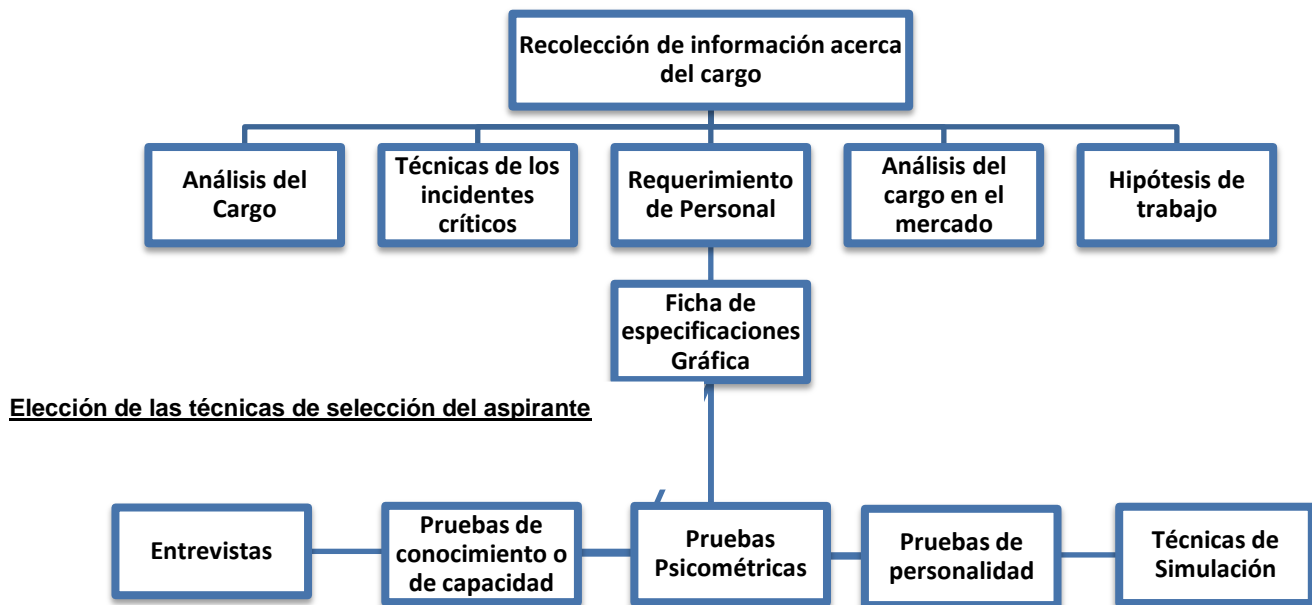 Recolección de información acerca
del cargo
Análisis del
Cargo
Técnicas de los
incidentes
críticos
Requerimiento
de Personal
Análisis del
cargo en el
mercado
Hipótesis de
trabajo
Ficha de
especificaciones
Gráfica
Elección de las técnicas de selección del aspirante
Entrevistas
Pruebas de
conocimiento o
de capacidad
Pruebas
Psicométricas
Pruebas de
personalidad
Técnicas de
Simulación